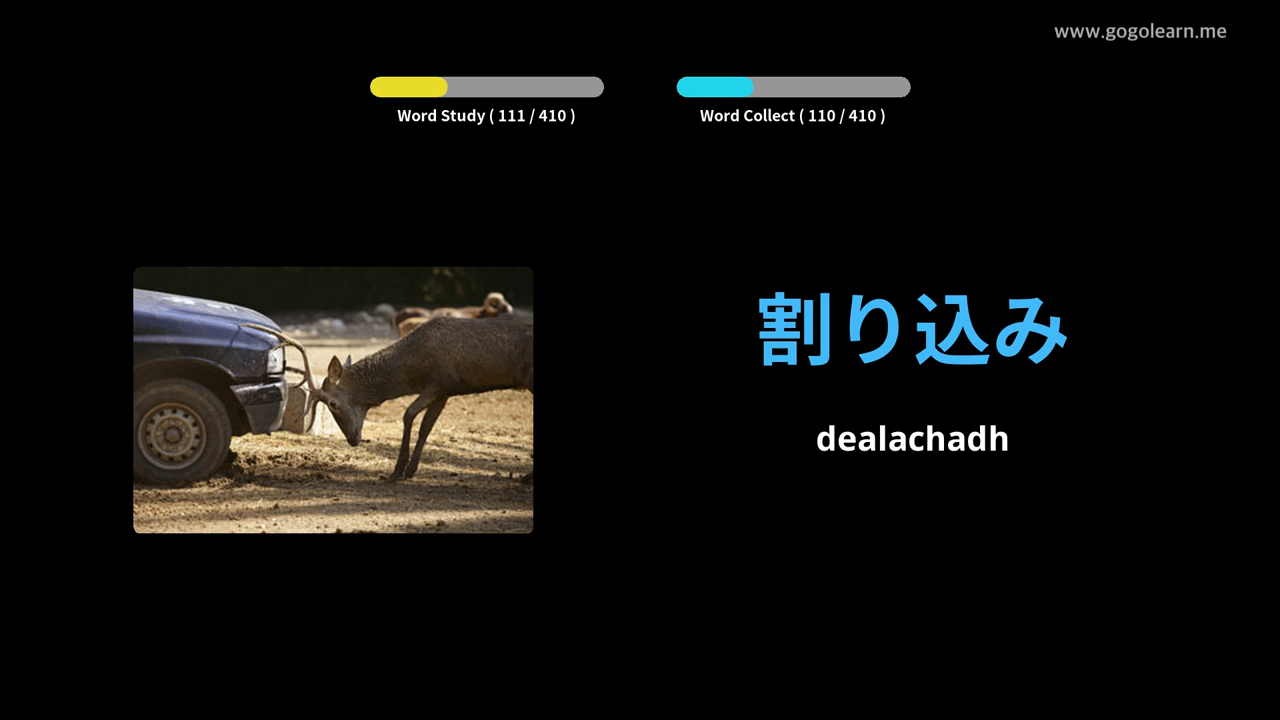 www.gogolearn.me
Word Study ( 111 / 410 )
Word Collect ( 110 / 410 )
割り込み
dealachadh